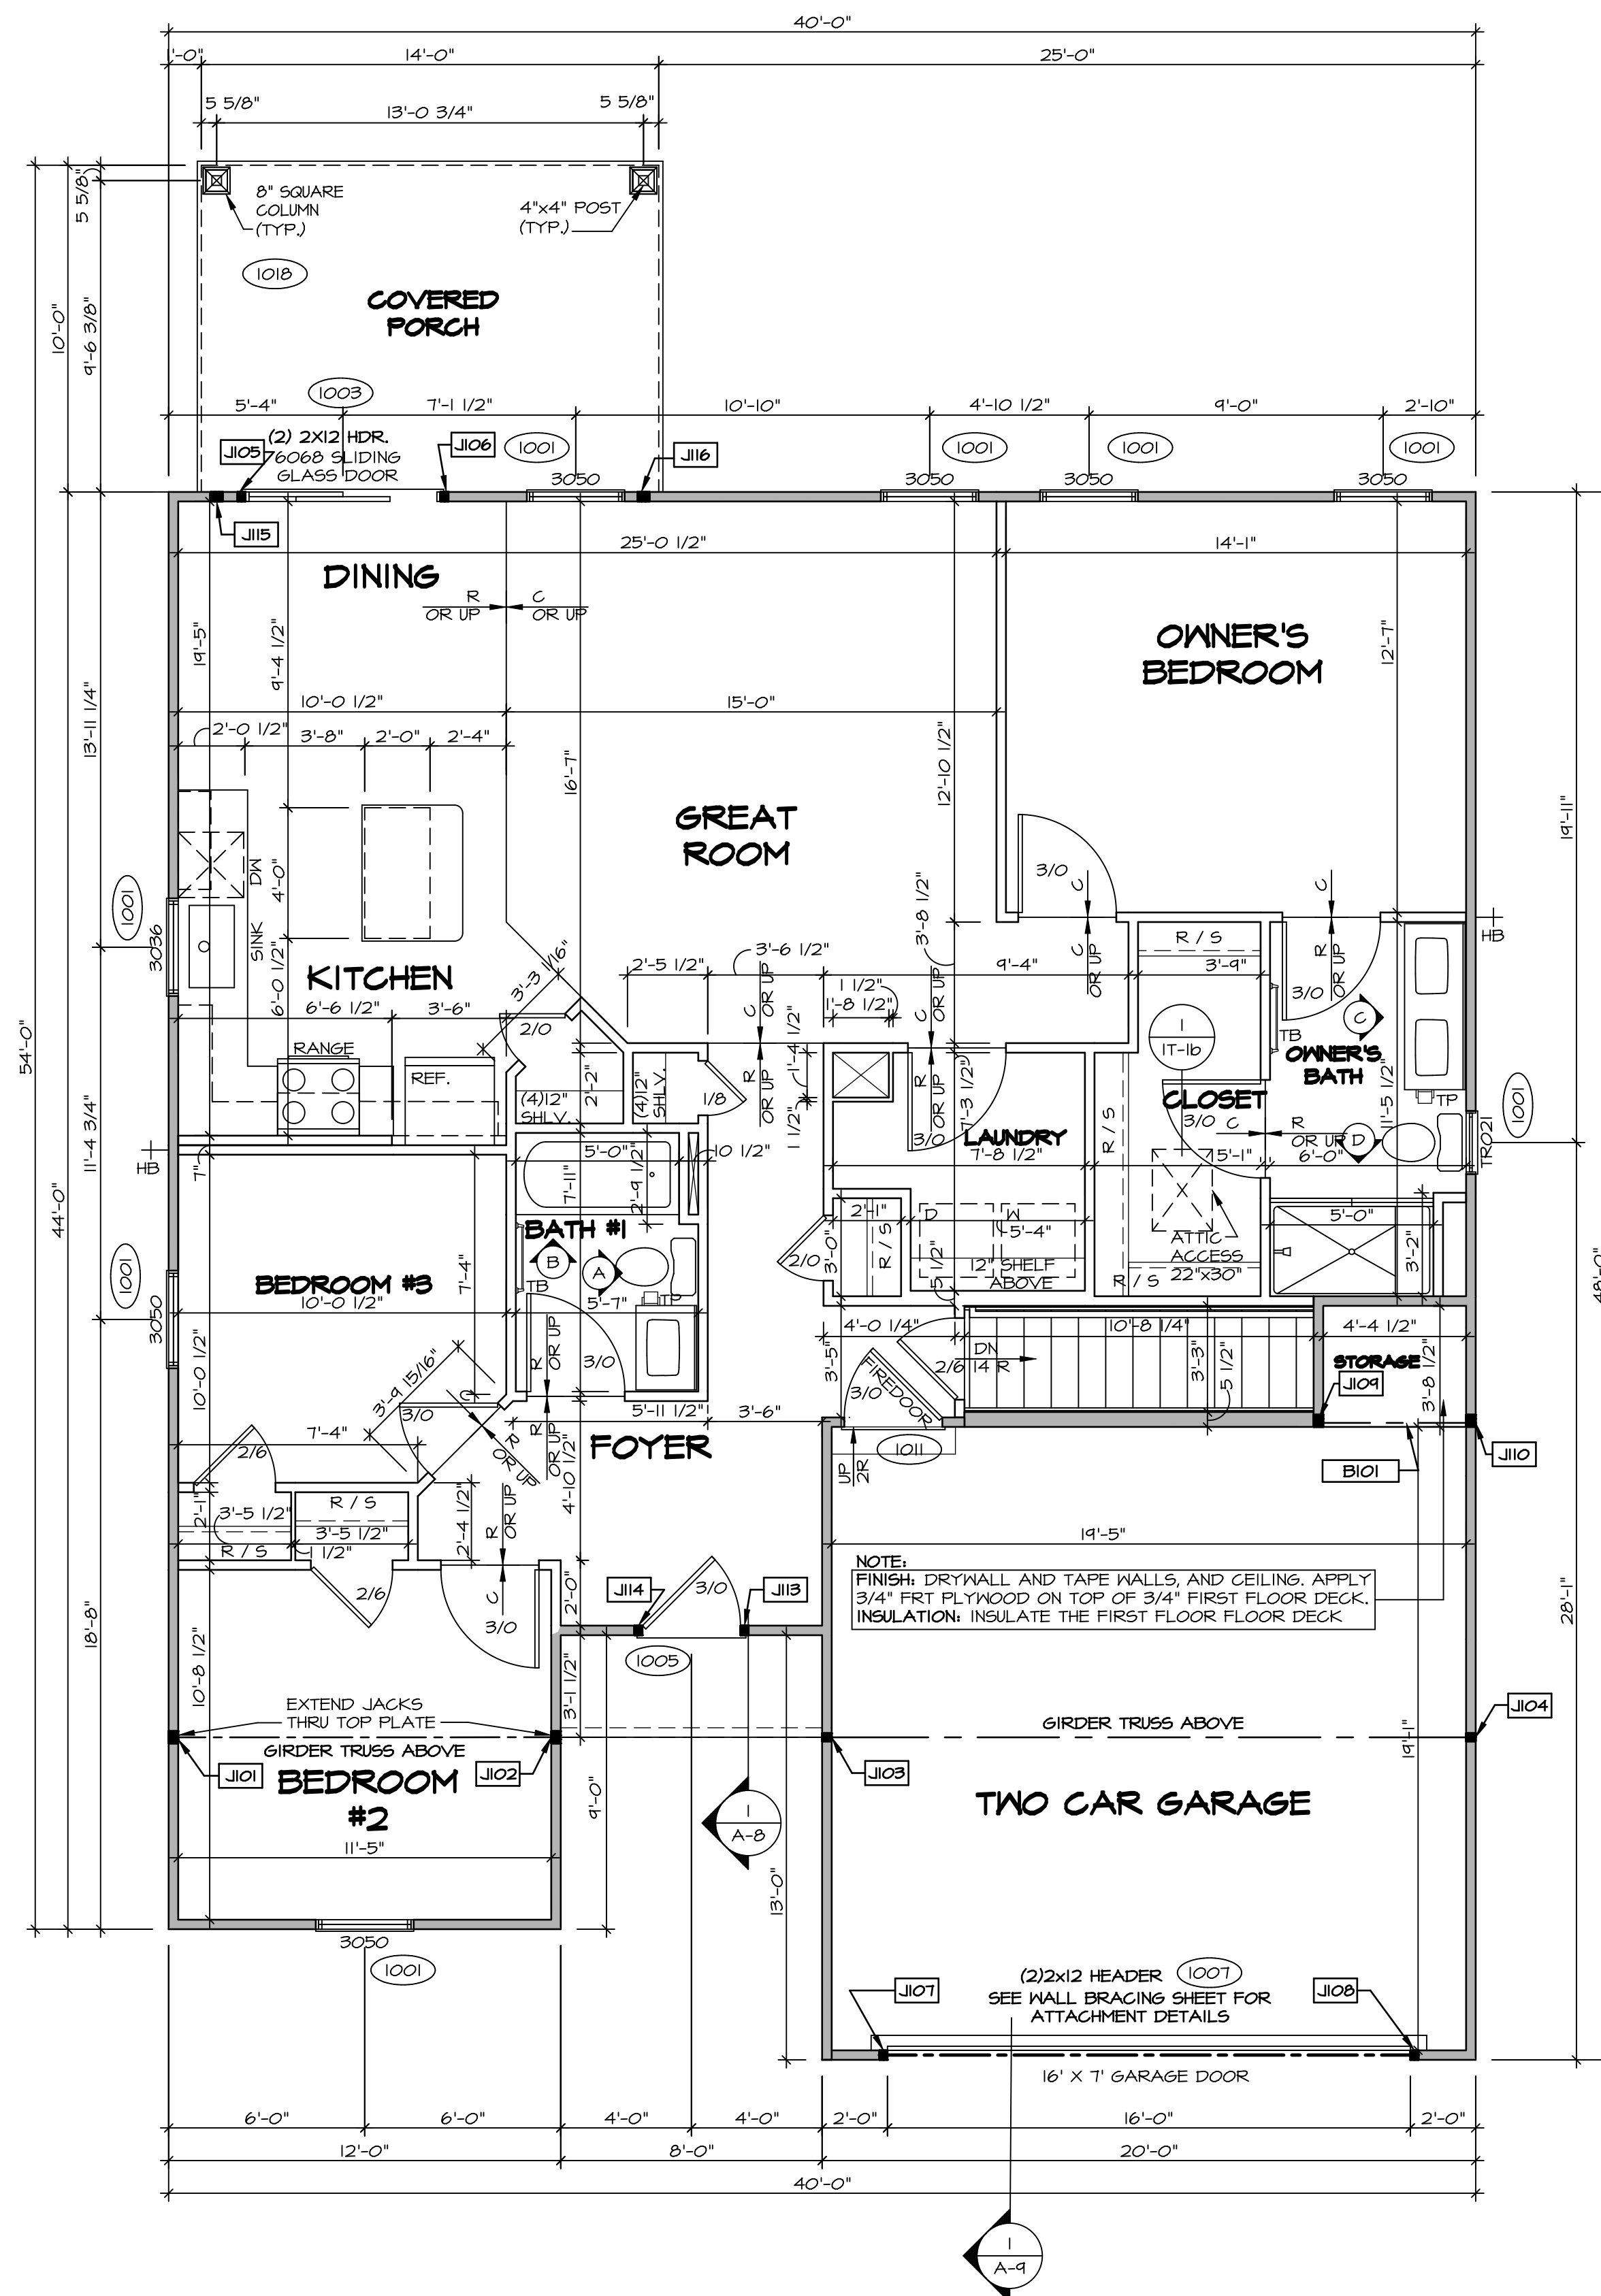 40'-0"
'-0"
14'-0"
25'-0"
5 5/8"
13'-0 3/4"
5 5/8"
5 5/8"
8" SQUARE
COLUMN
(TYP.)
4"x4" POST
(TYP.)
1018
COVERED
PORCH
10'-0"
9'-6 3/8"
1003
5'-4"
7'-1 1/2"
10'-10"
4'-10 1/2"
9'-0"
2'-10"
(2) 2X12 HDR.
6068 SLIDING
GLASS DOOR
J105
J106
1001
J116
1001
1001
1001
3050
3050
3050
3050
J115
25'-0 1/2"
14'-1"
DINING
R
OR UP
C
OR UP
19'-5"
9'-4 1/2"
OWNER'S
BEDROOM
12'-7"
10'-0 1/2"
15'-0"
13'-11 1/4"
2'-0 1/2"
3'-8"
2'-0"
2'-4"
16'-7"
12'-10 1/2"
19'-11"
GREAT
ROOM
DW
4'-0"
3/0
C
C
OR UP
C
R
OR UP
3/0
1001
3036
SINK
6'-0 1/2"
KITCHEN
3'-3 1/16"
2'-5 1/2"
3'-6 1/2"
3'-8 1/2"
9'-4"
R / S
3'-9"
HB
6'-6 1/2"
3'-6"
2/0
C
OR UP
R
OR UP
1 1/2"
1'-8 1/2"
1'-4 1/2"
1 1/2"
C
OR UP
R
OR UP
1
1T-1b
TB
C
OWNER'S
BATH
RANGE
REF.
(4)12"
SHLV.
2'-2"
(4)12"
SHLV.
1/8
3/0
7'-3 1/2"
LAUNDRY
7'-8 1/2"
R / S
CLOSET
3/0
C
R
OR UP
D
11'-5 1/2"
TP
1001
TR021
54'-0"
44'-0"
11'-4 3/4"
HB
7"
5'-0"
10 1/2"
7'-11"
2'-9 1/2"
5'-1"
6'-0"
BATH #1
B
A
TB
TP
2'-1"
R / S
3'-0"
2/0
D
W
5'-4"
12" SHELF
ABOVE
5 1/2"
ATTIC
ACCESS
22"x30"
R / S
5'-0"
3'-2"
48'-0"
1001
3050
BEDROOM #3
10'-0 1/2"
7'-4"
5'-7"
10'-0 1/2"
3'-9 15/16"
R
OR UP
R
OR UP
3/0
4'-0 1/4"
3'-5"
DN
14 R
2/6
3/0
FIREDOOR
10'-8 1/4"
3'-3"
5 1/2"
4'-4 1/2"
STORAGE
J109
3'-8 1/2"
C
R
OR UP
3/0
5'-11 1/2"
3'-6"
FOYER
4'-10 1/2"
7'-4"
2/6
1011
UP
2R
B101
J110
2'-1"
3'-5 1/2"
R / S
R / S
3'-5 1/2"
1 1/2"
2'-4 1/2"
R
OR UP
C
3/0
2/6
19'-5"
NOTE:
FINISH: DRYWALL AND TAPE WALLS, AND CEILING. APPLY
3/4" FRT PLYWOOD ON TOP OF 3/4" FIRST FLOOR DECK.
INSULATION: INSULATE THE FIRST FLOOR FLOOR DECK
J114
3/0
J113
2'-0"
1005
28'-1"
18'-8"
10'-8 1/2"
3'-1 1/2"
EXTEND JACKS
THRU TOP PLATE
GIRDER TRUSS ABOVE
GIRDER TRUSS ABOVE
J101
J102
J103
J104
19'-1"
BEDROOM
#2
11'-5"
9'-0"
1
A-8
TWO CAR GARAGE
13'-0"
3050
1001
(2)2x12 HEADER
1007
SEE WALL BRACING SHEET FOR
ATTACHMENT DETAILS
J107
J108
16' X 7' GARAGE DOOR
6'-0"
6'-0"
4'-0"
4'-0"
2'-0"
16'-0"
2'-0"
12'-0"
8'-0"
20'-0"
40'-0"
1
A-9